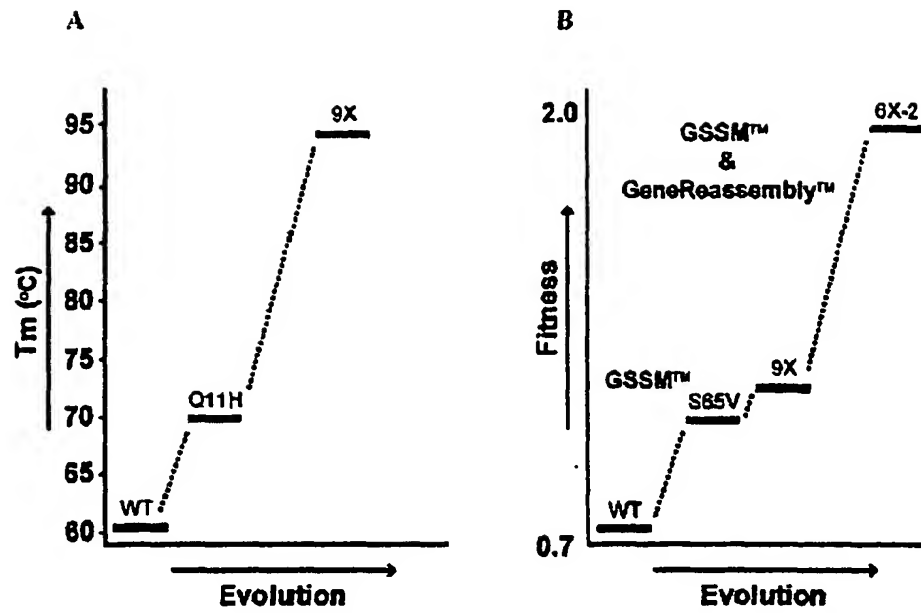 A
Tm (ºC)
95
90
85
80
75
70
65
60
WT
Q11H
9X
Evolution
B
Fitness
2.0
0.7
GSSM™
&
GeneReassembly™
GSSM™
WT
S65V
9X
6X-2
Evolution